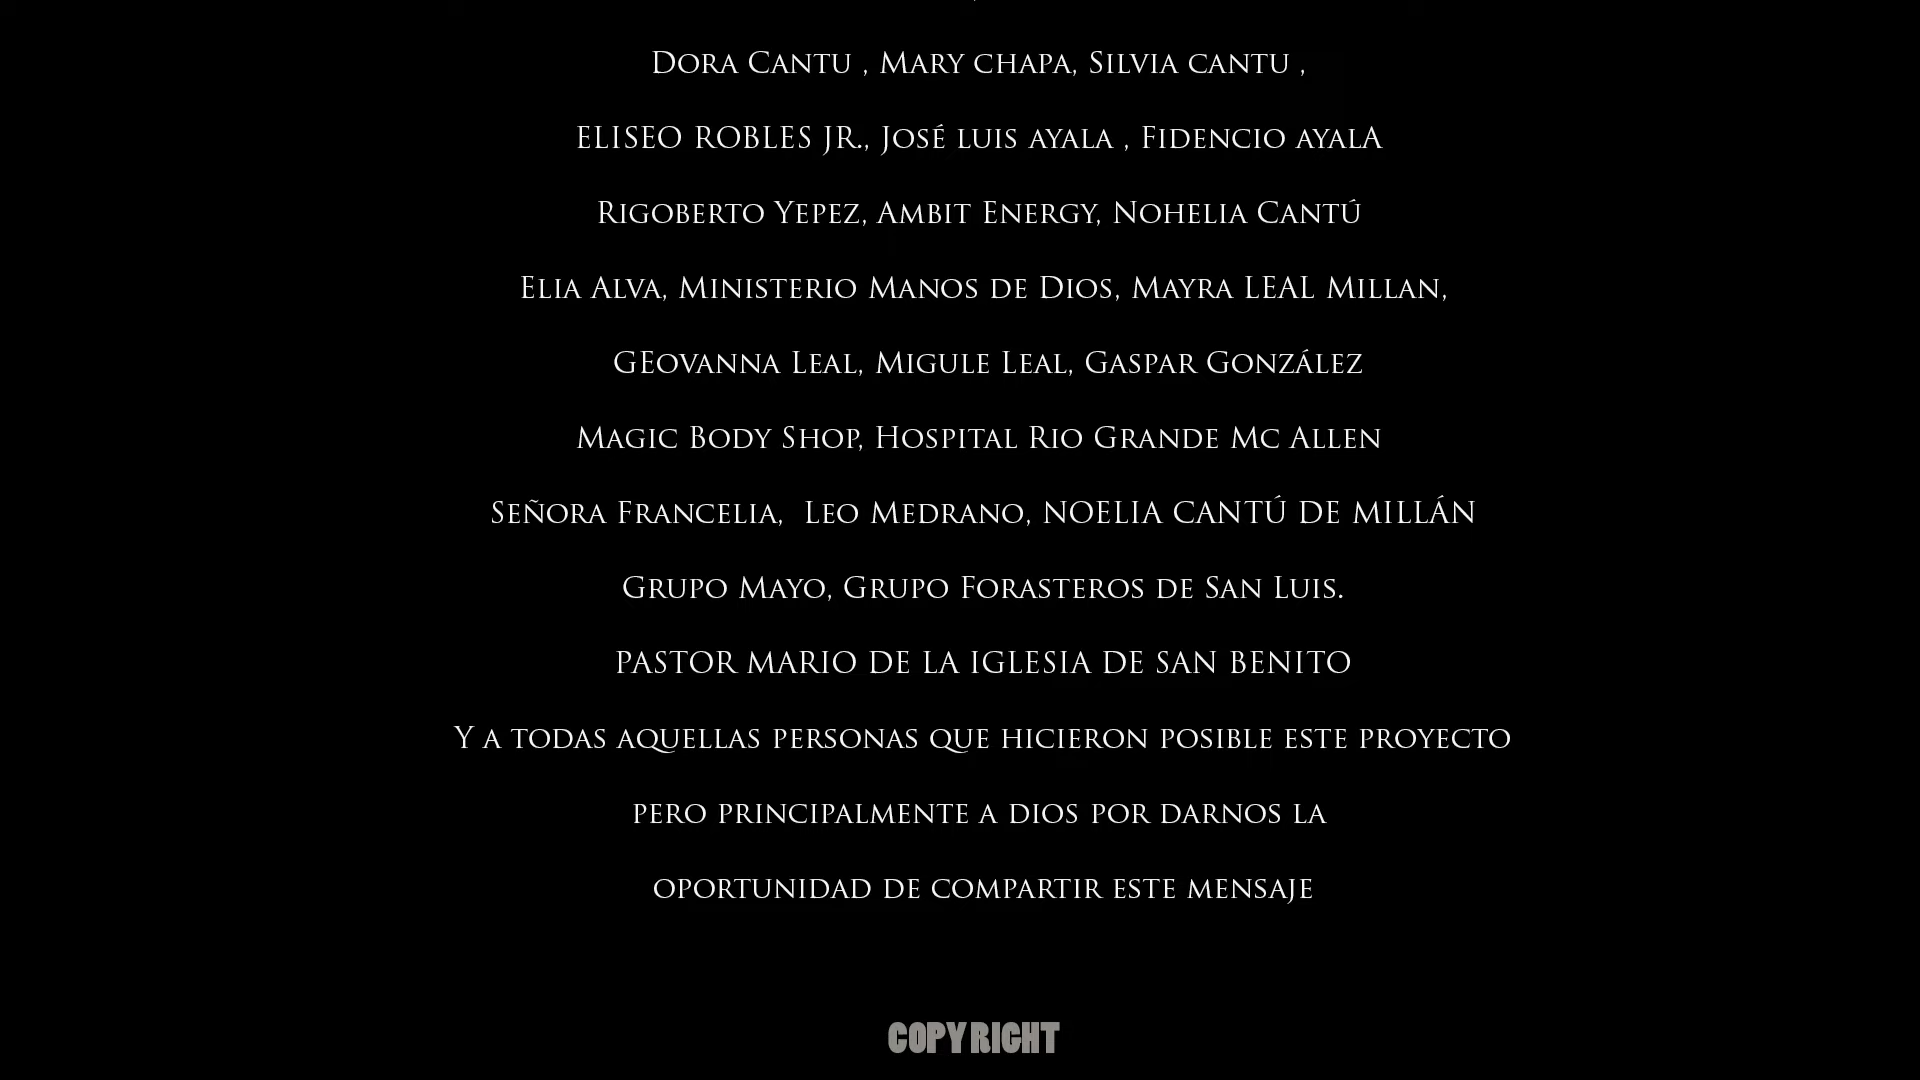 Dora Cantu , Mary chapa, Silvia cantu ,
ELISEO ROBLES JR., José luis ayala , Fidencio ayalA
Rigoberto Yepez, Ambit Energy, Nohelia Cantú
Elia Alva, Ministerio Manos de Dios, Mayra LEAL Millan,
GEovanna Leal, Migule Leal, Gaspar González
Magic Body Shop, Hospital Rio Grande Mc Allen
Señora Francelia, Leo Medrano, NOELIA CANTÚ DE MILLÁN
Grupo Mayo, Grupo Forasteros de San Luis.
PASTOR MARIO DE LA IGLESIA DE SAN BENITO
Y a todas aquellas personas que hicieron posible este proyecto
pero principalmente a dios por darnos la
oportunidad de compartir este mensaje
COPYRIGHT